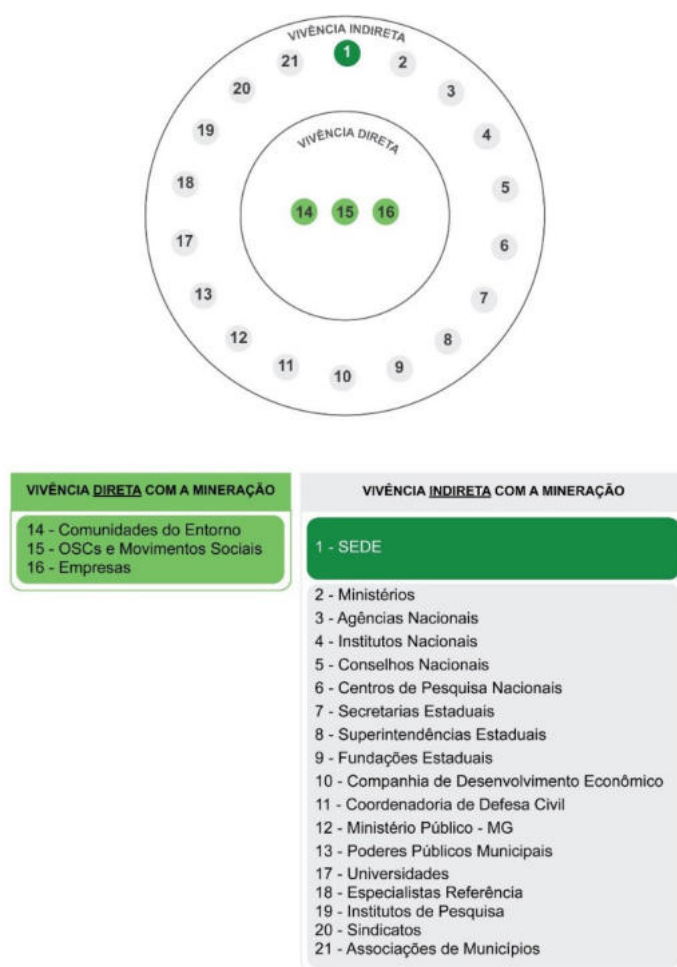 VIVÊNCIA INDIRETA
1
2
3
4
5
6
7
8
9
10
11
12
13
17
18
19
20
21
VIVÊNCIA DIRETA
14 15 16
VIVÊNCIA DIRETA COM A MINERAÇÃO
14 - Comunidades do Entorno
15 - OSCs e Movimentos Sociais
16 - Empresas
VIVÊNCIA INDIRETA COM A MINERAÇÃO
1 - SEDE
2 - Ministérios
3 - Agências Nacionais
4 - Institutos Nacionais
5 - Conselhos Nacionais
6 - Centros de Pesquisa Nacionais
7 - Secretarias Estaduais
8 - Superintendências Estaduais
9 - Fundações Estaduais
10 - Companhia de Desenvolvimento Econômico
11 - Coordenadoria de Defesa Civil
12 - Ministério Público - MG
13 - Poderes Públicos Municipais
17 - Universidades
18 - Especialistas Referência
19 - Institutos de Pesquisa
20 - Sindicatos
21 - Associações de Municípios